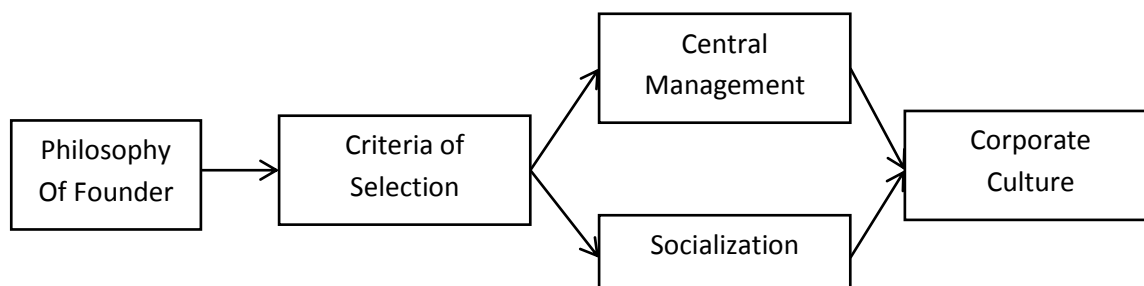 Philosophy
Of Founder
Criteria of
Selection
Central
Management
Socialization
Corporate
Culture